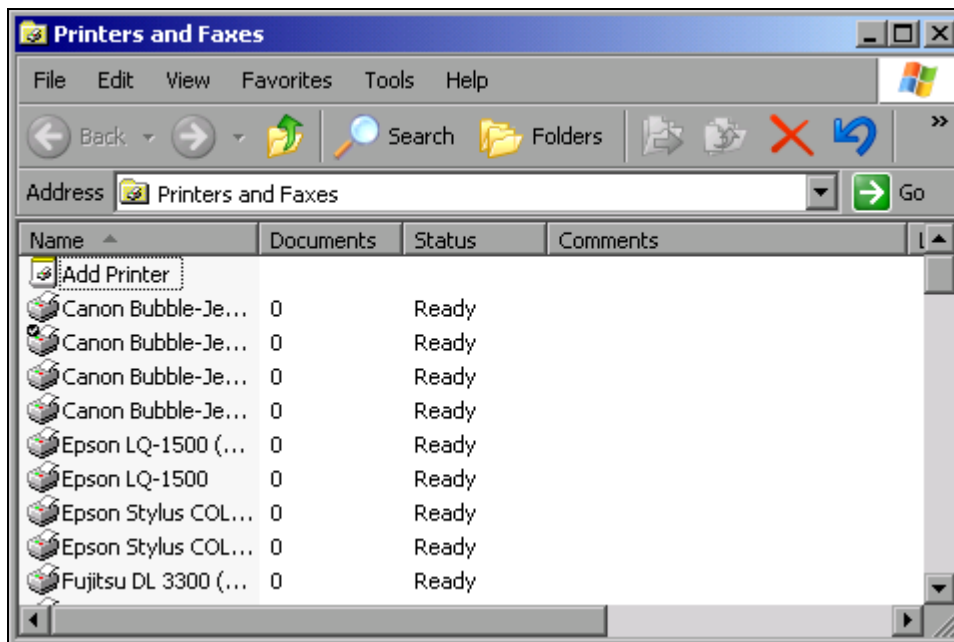 Printers and Faxes
File Edit View Favorites Tools Help
Back Search Folders »
Address Printers and Faxes Go
Name Documents Status Comments L
Add Printer
Canon Bubble-Je... 0 Ready
Canon Bubble-Je... 0 Ready
Canon Bubble-Je... 0 Ready
Canon Bubble-Je... 0 Ready
Epson LQ-1500 (... 0 Ready
Epson LQ-1500 0 Ready
Epson Stylus COL... 0 Ready
Epson Stylus COL... 0 Ready
Fujitsu DL 3300 (... 0 Ready